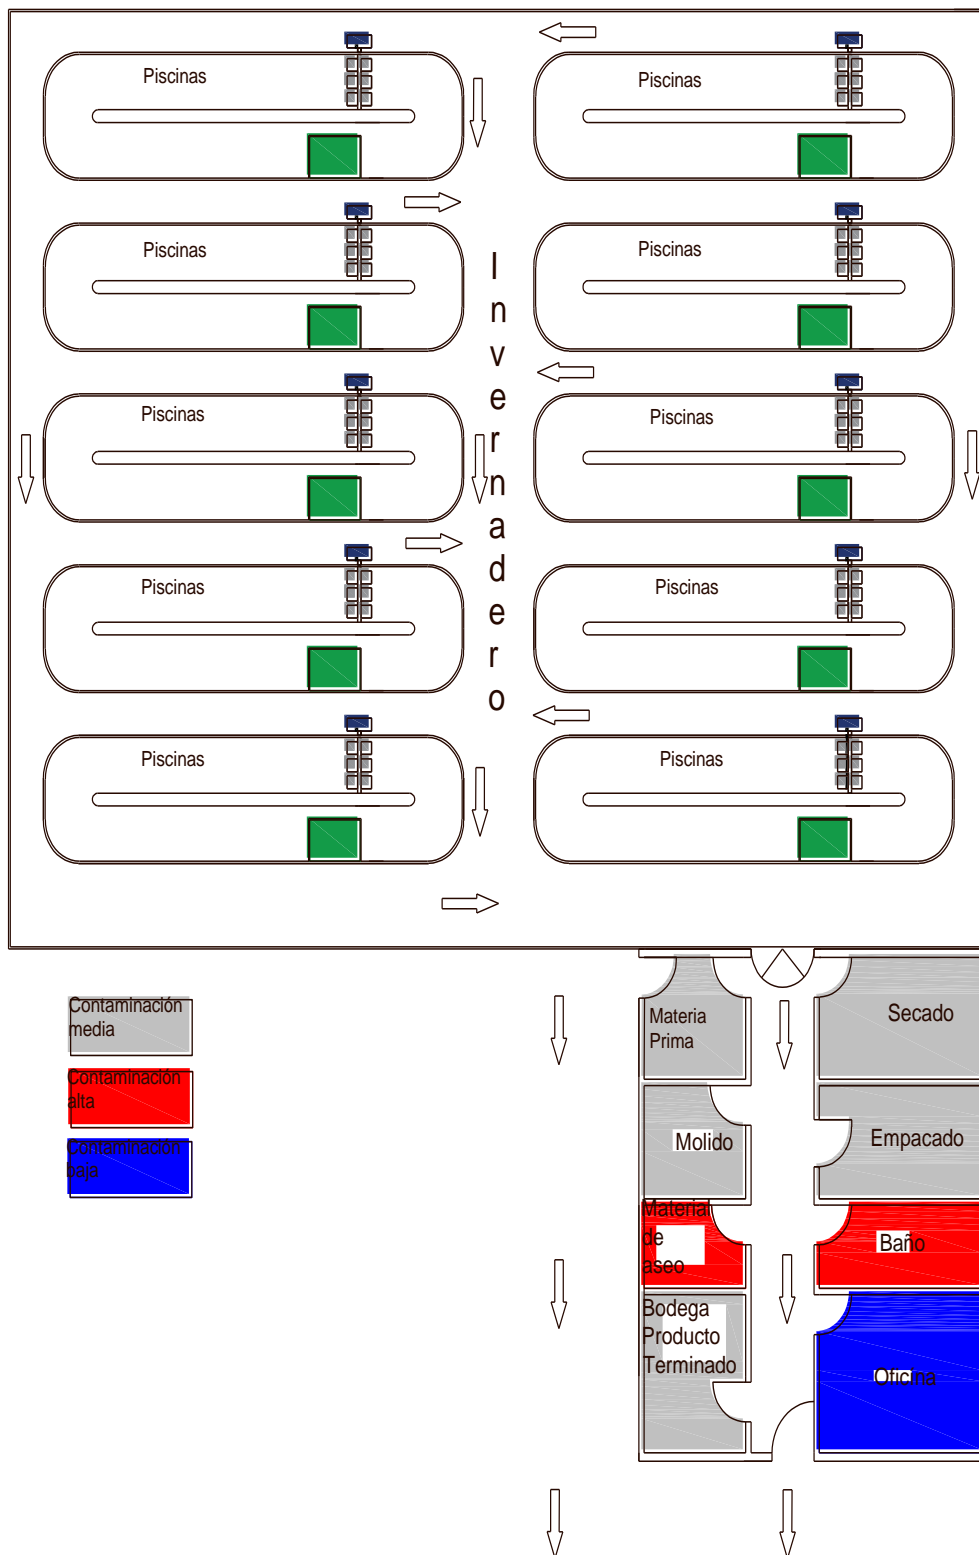 Piscinas
Piscinas
Piscinas
Piscinas
Invernadero
Piscinas
Piscinas
Piscinas
Piscinas
Piscinas
Piscinas
Contaminación
media
Contaminación
alta
Contaminación
baja
Materia
Prima
Secado
Molido
Empacado
Material
de
aseo
Baño
Bodega
Producto
Terminado
Oficina